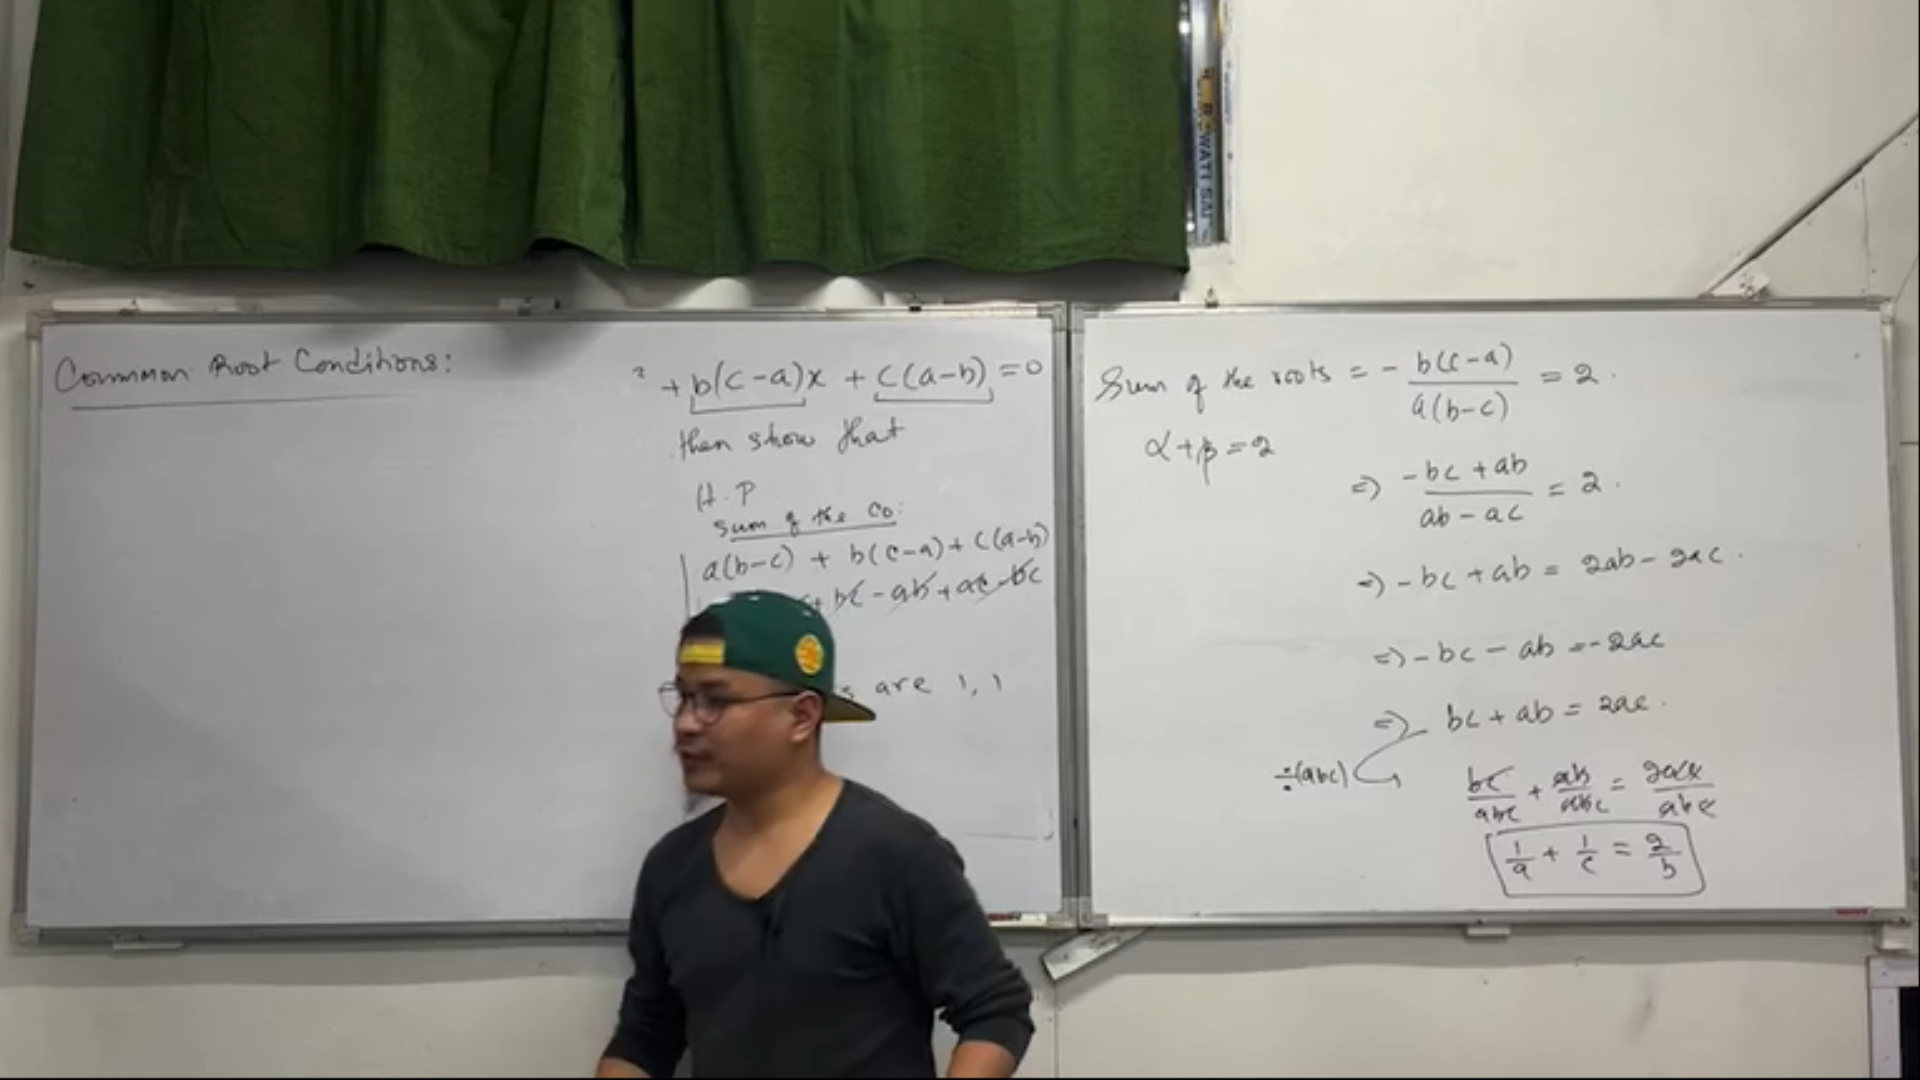 Common Root Conditions:
² + b(c-a)x + c(a-b) = 0
then show that
H.P
Sum of the Co:
a(b-c) + b(c-a) + c(a-b)
+ bc - ab + ac - bc
s are 1, 1
Sum of the roots = - b(c-a) / a(b-c) = 2.
α+β=2
⇒ -bc + ab / ab - ac = 2.
⇒ -bc + ab = 2ab - 2ac.
⇒ -bc - ab = -2ac
⇒ bc + ab = 2ac.
÷(abc)
bc/abc + ab/abc = 2ac/abc
1/a + 1/c = 2/b